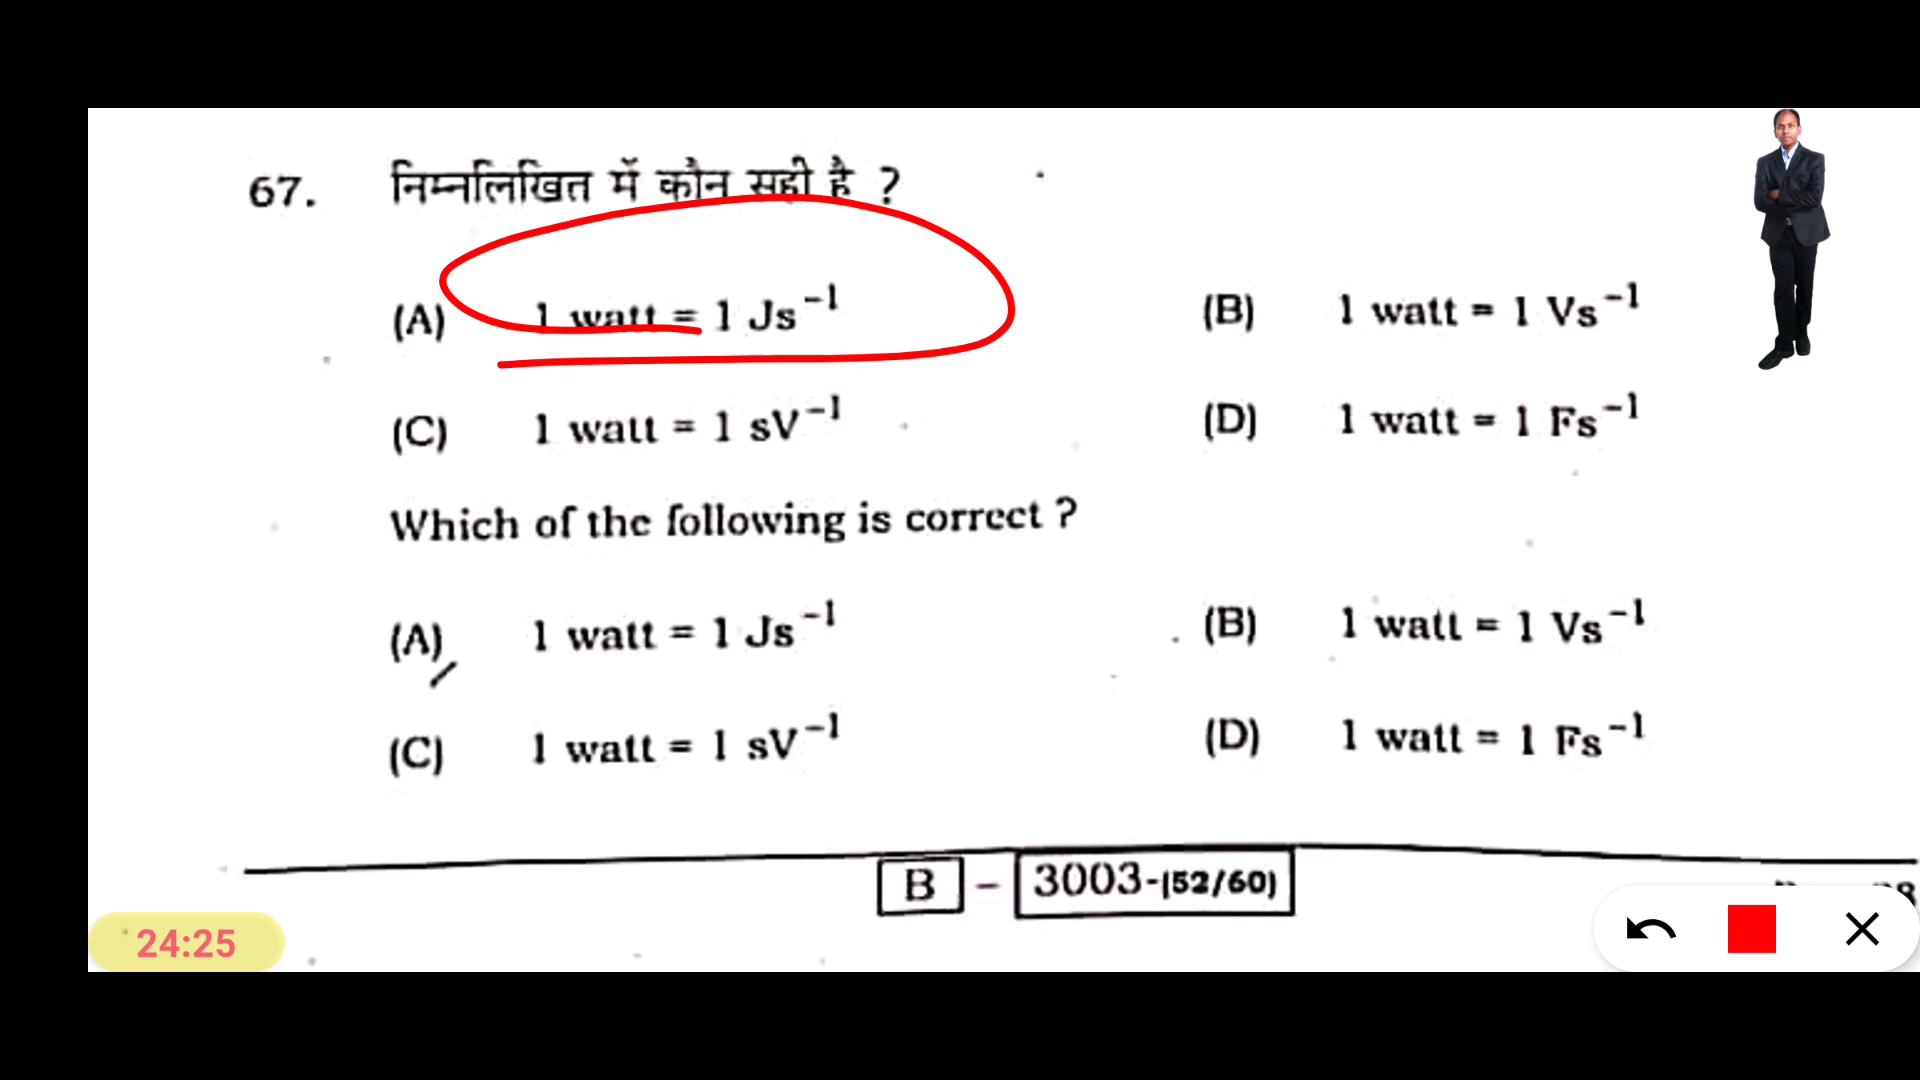 67. निम्नलिखित में कौन सही है ?
(A) 1 watt = 1 Js⁻¹ (B) 1 watt = 1 Vs⁻¹
(C) 1 watt = 1 sV⁻¹ (D) 1 watt = 1 Fs⁻¹
Which of the following is correct ?
(A) 1 watt = 1 Js⁻¹ (B) 1 watt = 1 Vs⁻¹
(C) 1 watt = 1 sV⁻¹ (D) 1 watt = 1 Fs⁻¹
B – 3003-(52/60)
24:25